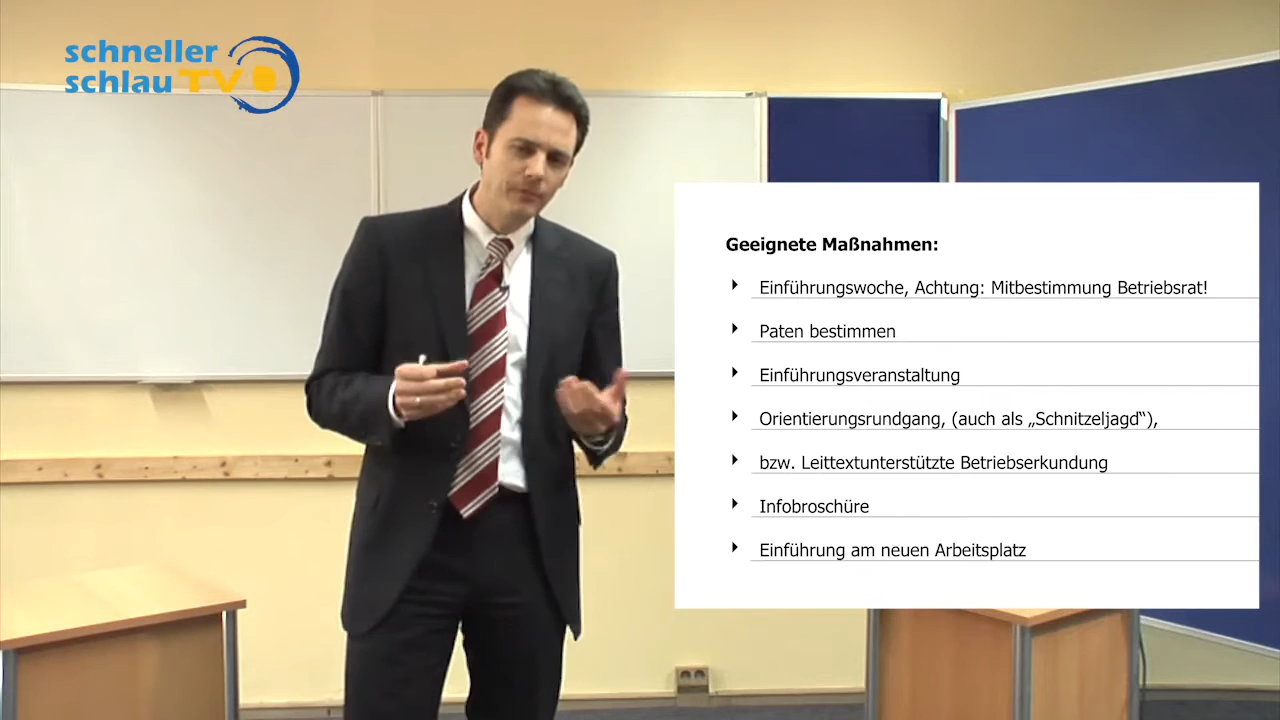 schneller
schlau TV
Geeignete Maßnahmen:
Einführungswoche, Achtung: Mitbestimmung Betriebsrat!
Paten bestimmen
Einführungsveranstaltung
Orientierungsrundgang, (auch als „Schnitzeljagd“),
bzw. Leittextunterstützte Betriebserkundung
Infobroschüre
Einführung am neuen Arbeitsplatz